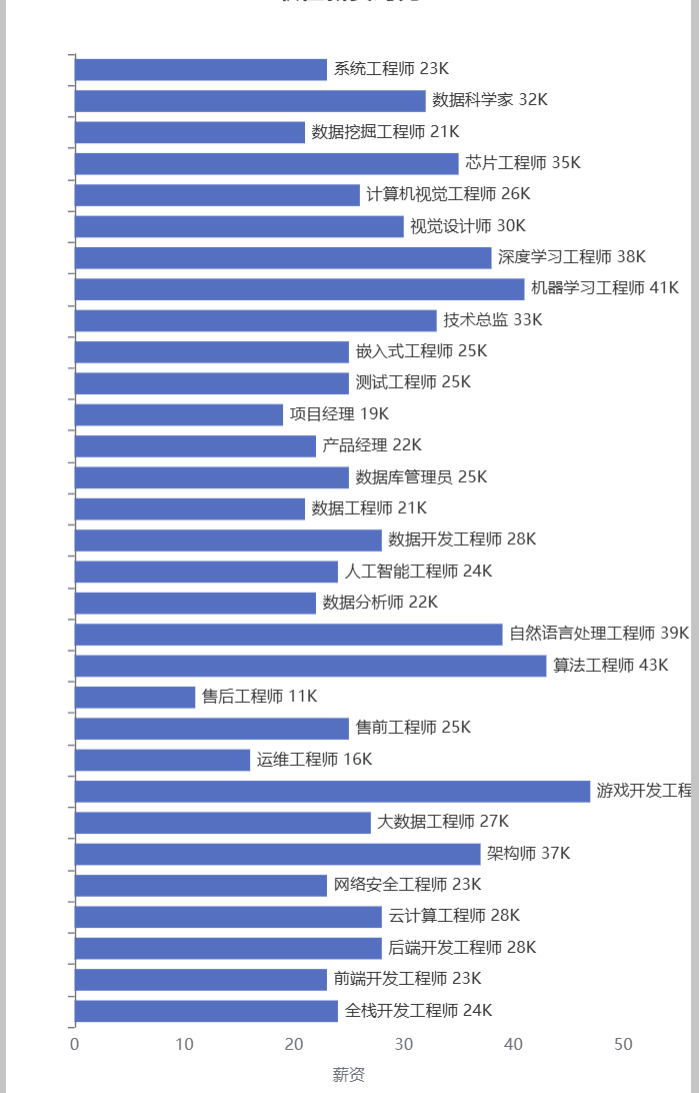 系统工程师 23K
数据科学家 32K
数据挖掘工程师 21K
芯片工程师 35K
计算机视觉工程师 26K
视觉设计师 30K
深度学习工程师 38K
机器学习工程师 41K
技术总监 33K
嵌入式工程师 25K
测试工程师 25K
项目经理 19K
产品经理 22K
数据库管理员 25K
数据工程师 21K
数据开发工程师 28K
人工智能工程师 24K
数据分析师 22K
自然语言处理工程师 39K
算法工程师 43K
售后工程师 11K
售前工程师 25K
运维工程师 16K
游戏开发工程
大数据工程师 27K
架构师 37K
网络安全工程师 23K
云计算工程师 28K
后端开发工程师 28K
前端开发工程师 23K
全栈开发工程师 24K
0 10 20 30 40 50
薪资